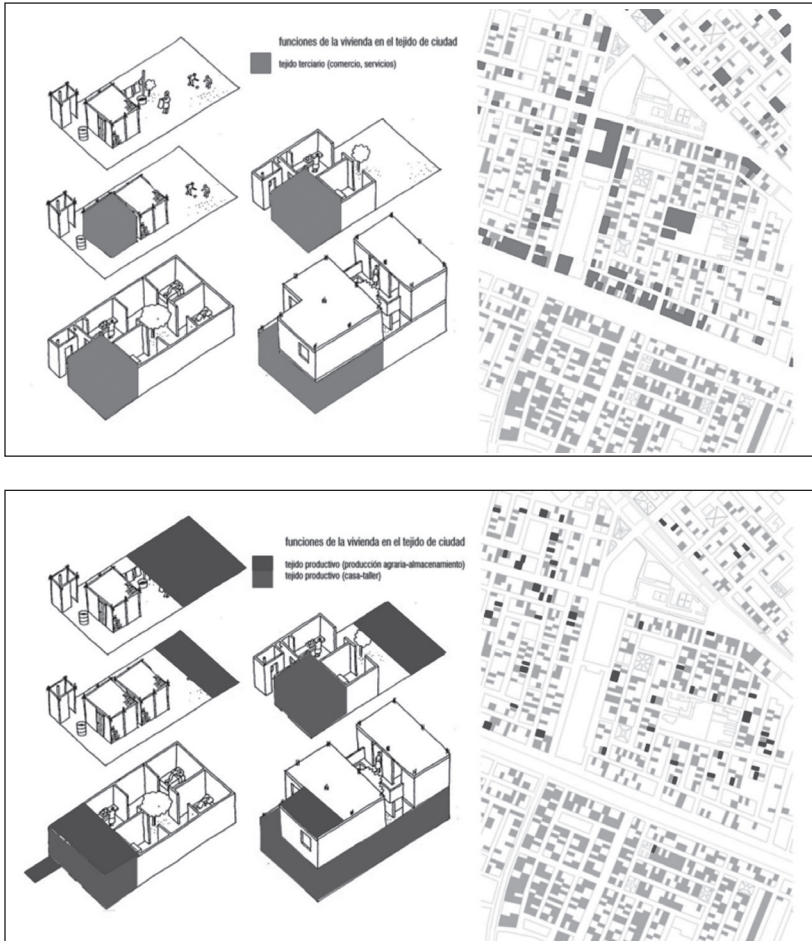 funciones de la vivienda en el tejido de ciudad
tejido terciario (comercio, servicios)
funciones de la vivienda en el tejido de ciudad
tejido productivo (producción agraria-almacenamiento)
tejido productivo (casa-taller)